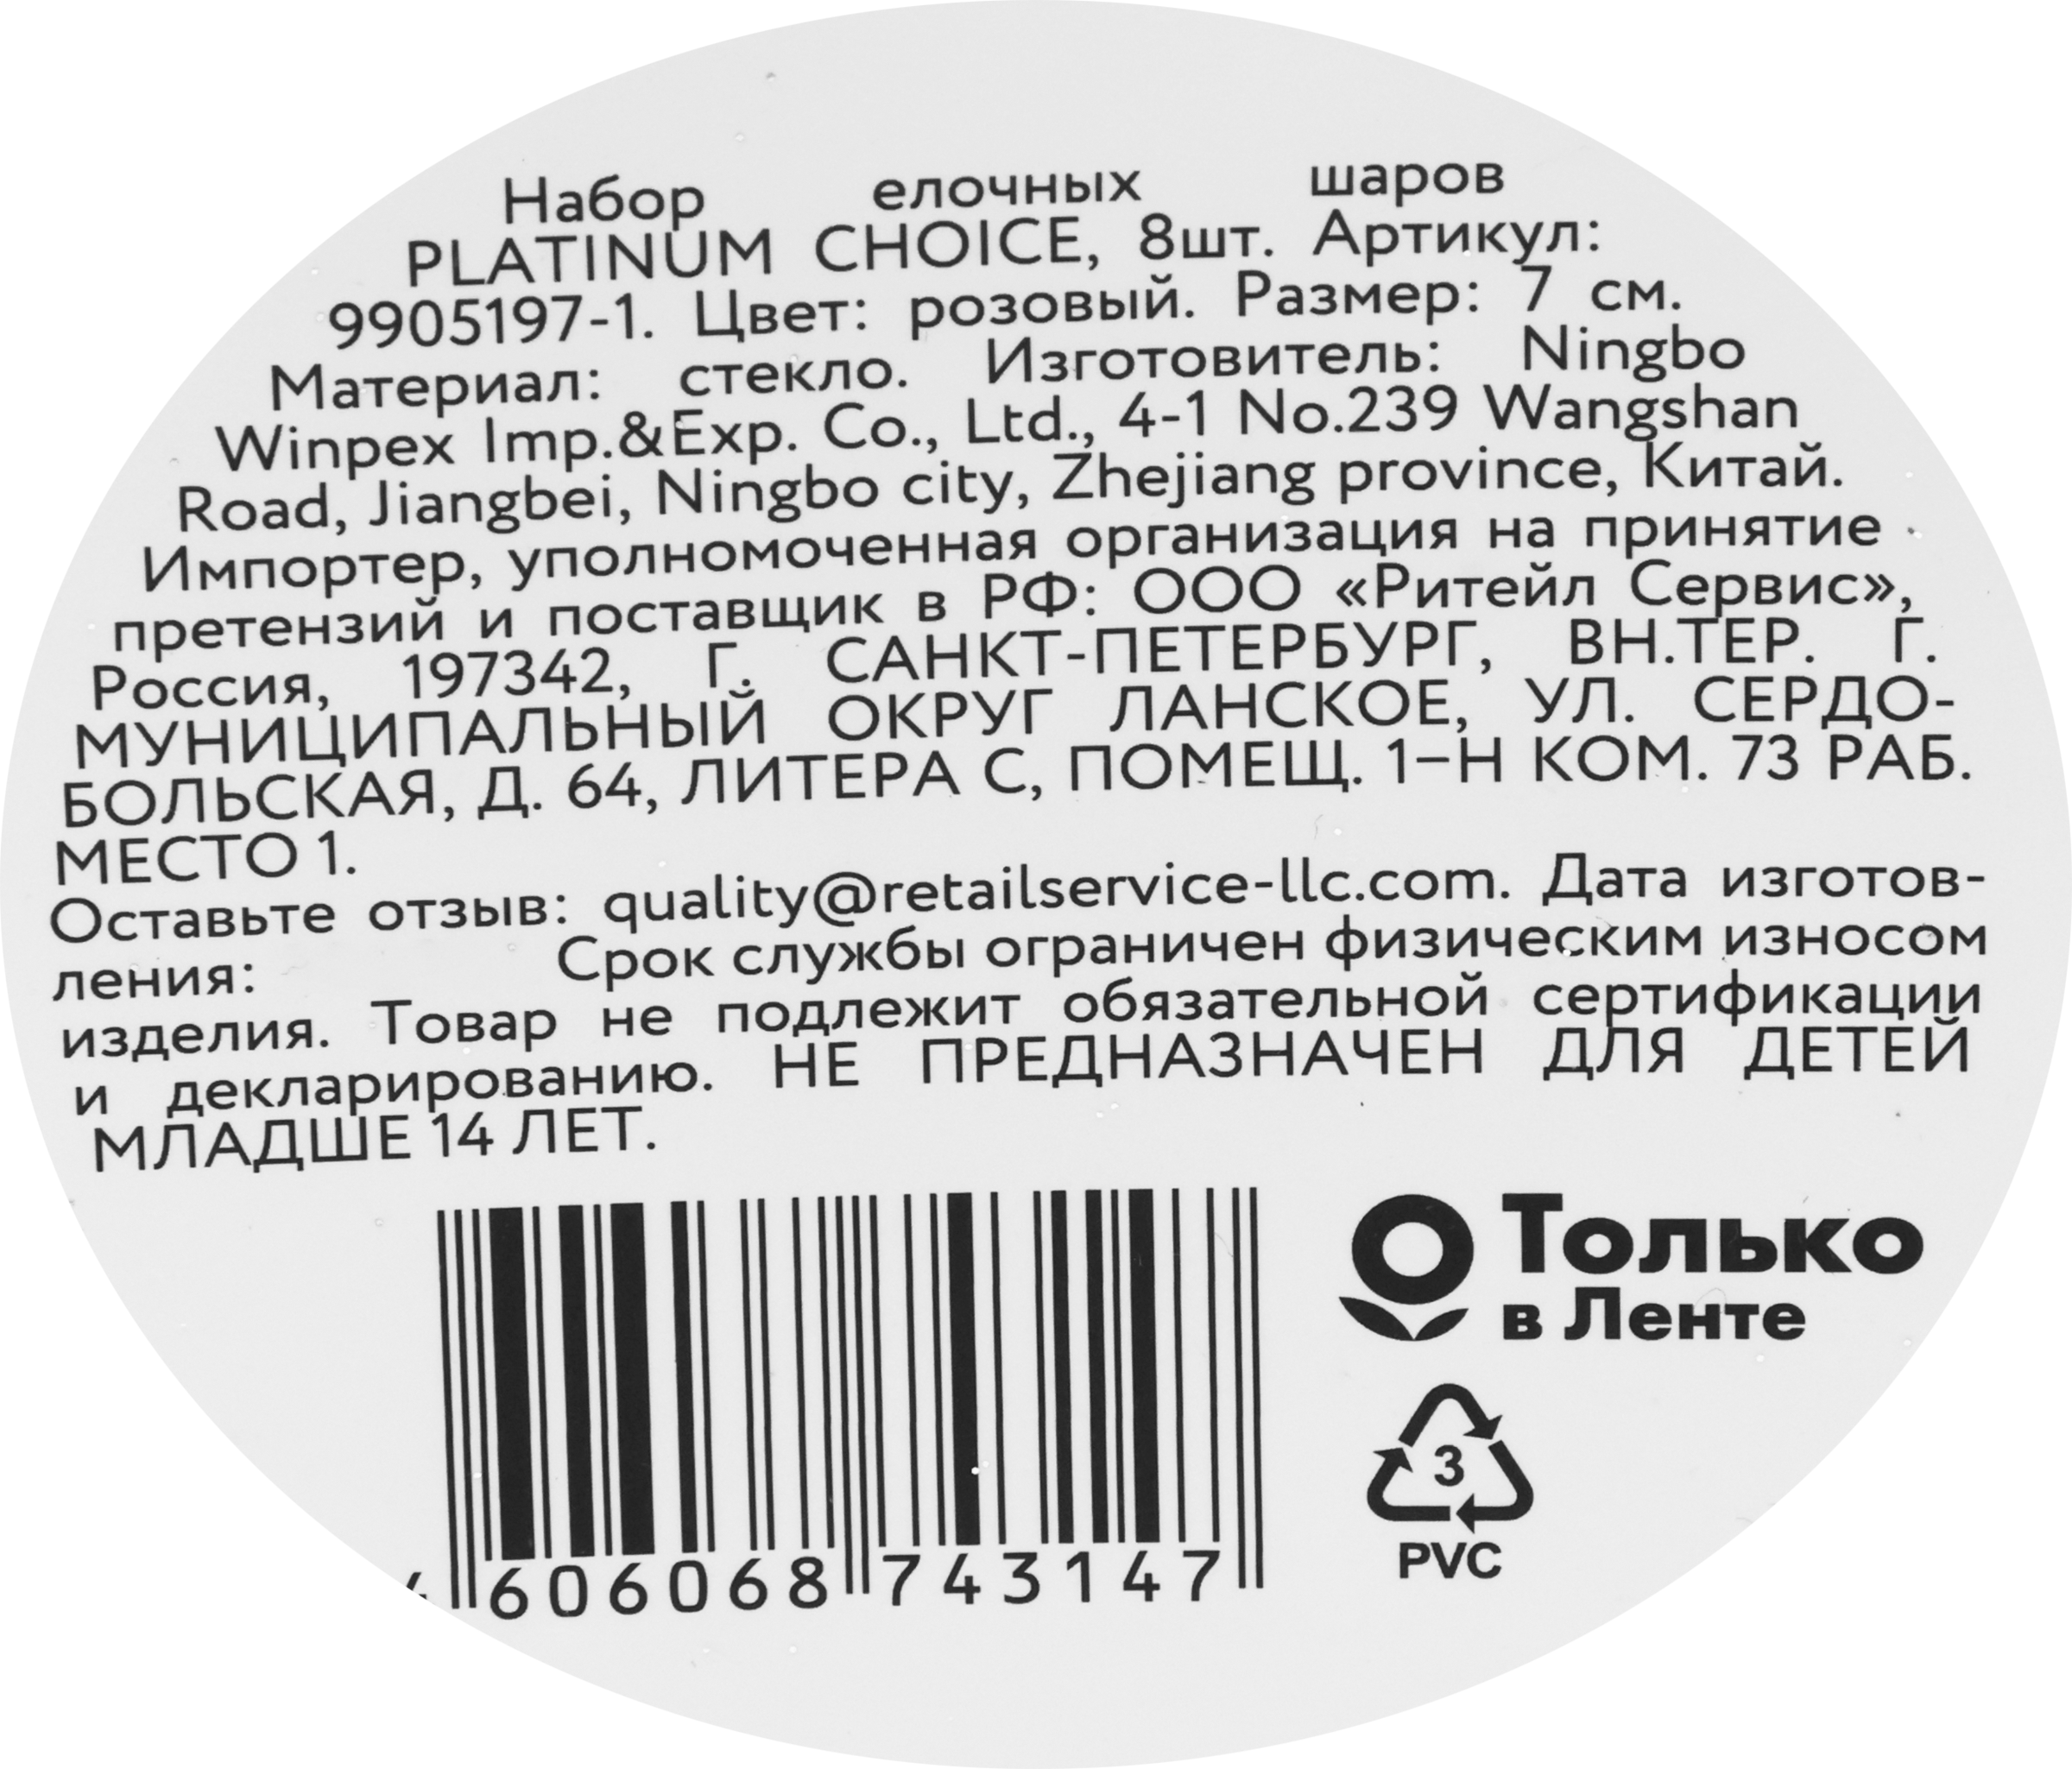 Набор елочных шаров
PLATINUM CHOICE, 8шт. Артикул:
9905197-1. Цвет: розовый. Размер: 7 см.
Материал: стекло. Изготовитель: Ningbo
Winpex Imp.&Exp. Co., Ltd., 4-1 No.239 Wangshan
Road, Jiangbei, Ningbo city, Zhejiang province, Китай.
Импортер, уполномоченная организация на принятие
претензий и поставщик в РФ: ООО «Ритейл Сервис»,
Россия, 197342, Г. САНКТ-ПЕТЕРБУРГ, ВН.ТЕР. Г.
МУНИЦИПАЛЬНЫЙ ОКРУГ ЛАНСКОЕ, УЛ. СЕРДО-
БОЛЬСКАЯ, Д. 64, ЛИТЕРА С, ПОМЕЩ. 1–Н КОМ. 73 РАБ.
МЕСТО 1.
Оставьте отзыв: quality@retailservice-llc.com. Дата изготов-
ления: Срок службы ограничен физическим износом
изделия. Товар не подлежит обязательной сертификации
и декларированию. НЕ ПРЕДНАЗНАЧЕН ДЛЯ ДЕТЕЙ
МЛАДШЕ 14 ЛЕТ.
Только
в Ленте
3
PVC
606068 743147